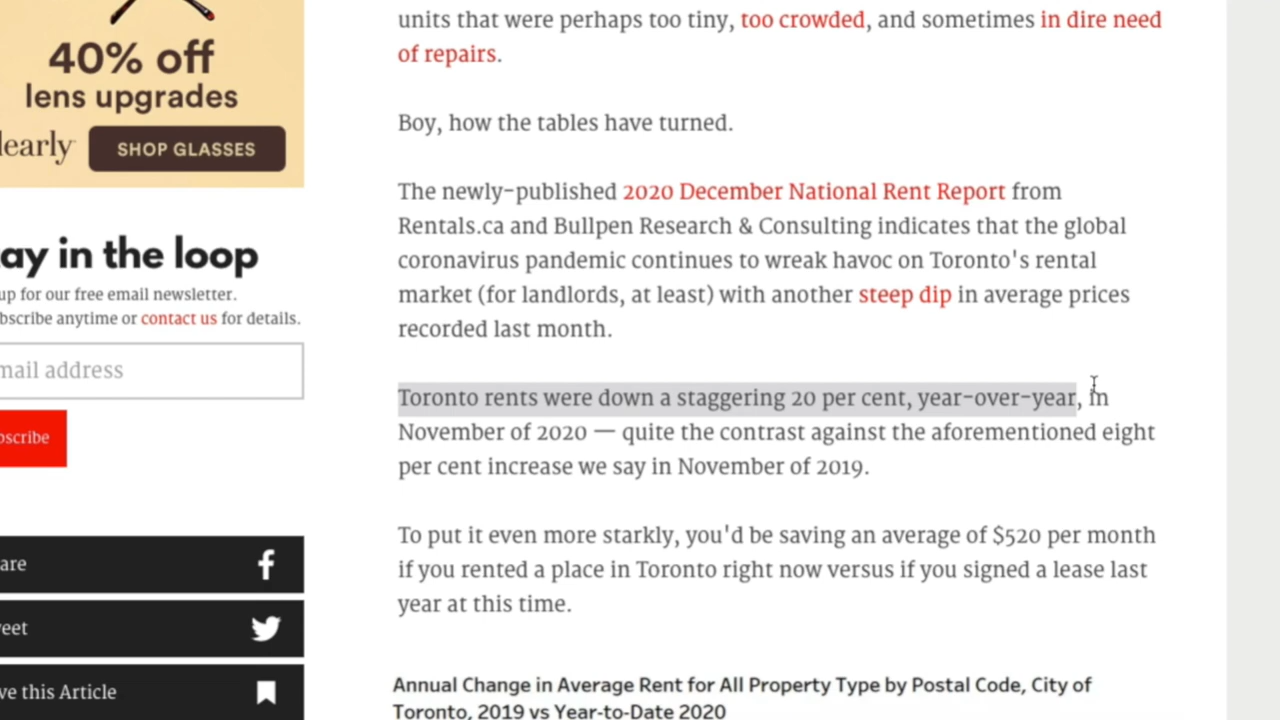 40% off
lens upgrades
learly
SHOP GLASSES
ay in the loop
up for our free email newsletter.
bscribe anytime or contact us for details.
mail address
bscribe
are
eet
ve this Article
units that were perhaps too tiny, too crowded, and sometimes in dire need
of repairs.
Boy, how the tables have turned.
The newly-published 2020 December National Rent Report from
Rentals.ca and Bullpen Research & Consulting indicates that the global
coronavirus pandemic continues to wreak havoc on Toronto's rental
market (for landlords, at least) with another steep dip in average prices
recorded last month.
Toronto rents were down a staggering 20 per cent, year-over-year, in
November of 2020 — quite the contrast against the aforementioned eight
per cent increase we say in November of 2019.
To put it even more starkly, you'd be saving an average of $520 per month
if you rented a place in Toronto right now versus if you signed a lease last
year at this time.
Annual Change in Average Rent for All Property Type by Postal Code, City of
Toronto, 2019 vs Year-to-Date 2020